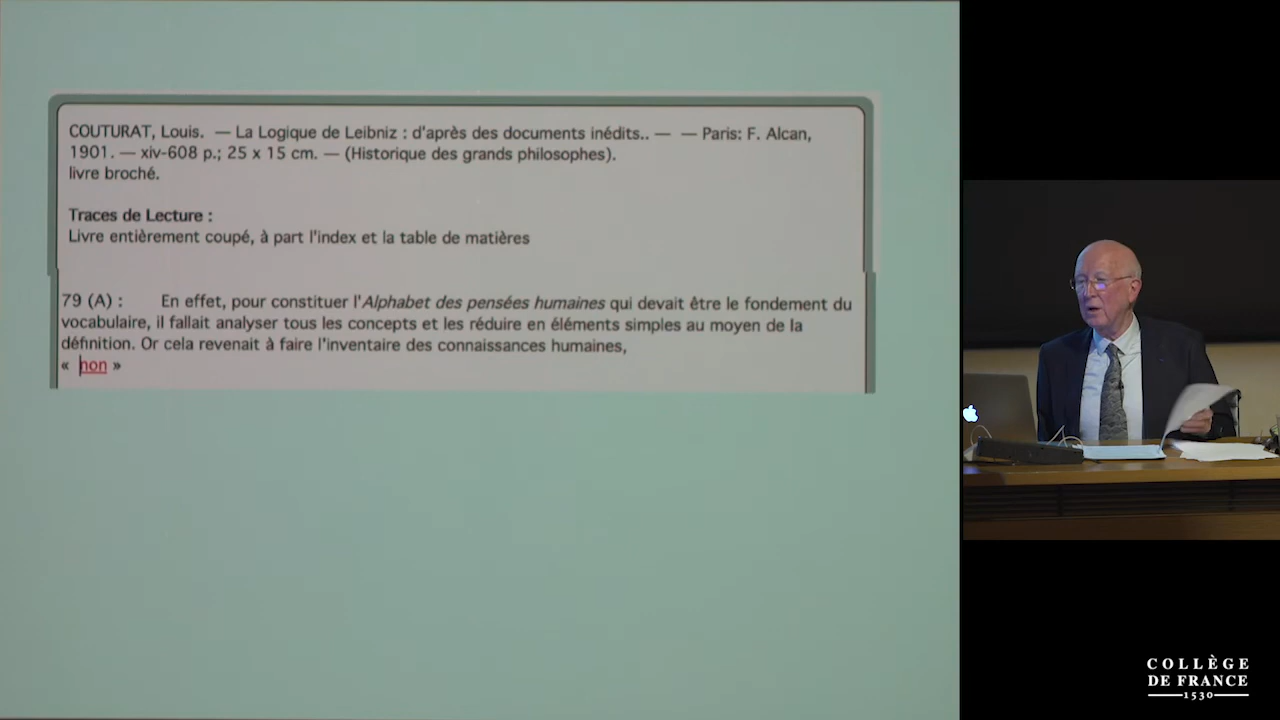 COUTURAT, Louis. — La Logique de Leibniz : d'après des documents inédits.. — — Paris: F. Alcan,
1901. — xiv-608 p.; 25 x 15 cm. — (Historique des grands philosophes).
livre broché.
Traces de Lecture :
Livre entièrement coupé, à part l'index et la table de matières
79 (A) : En effet, pour constituer l'Alphabet des pensées humaines qui devait être le fondement du
vocabulaire, il fallait analyser tous les concepts et les réduire en éléments simples au moyen de la
définition. Or cela revenait à faire l'inventaire des connaissances humaines,
« non »
COLLÈGE
DE FRANCE
1530